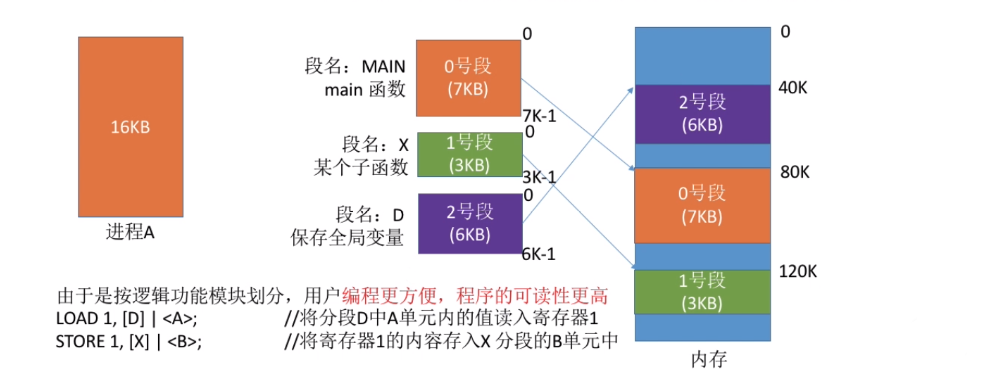 16KB
进程A
段名：MAIN
main 函数
0号段
(7KB)
0
7K-1
段名：X
某个子函数
1号段
(3KB)
0
3K-1
段名：D
保存全局变量
2号段
(6KB)
0
6K-1
0
2号段
(6KB)
40K
0号段
(7KB)
80K
1号段
(3KB)
120K
内存
由于是按逻辑功能模块划分，用户编程更方便，程序的可读性更高
LOAD 1, [D] | <A>; //将分段D中A单元内的值读入寄存器1
STORE 1, [X] | <B>; //将寄存器1的内容存入X 分段的B单元中